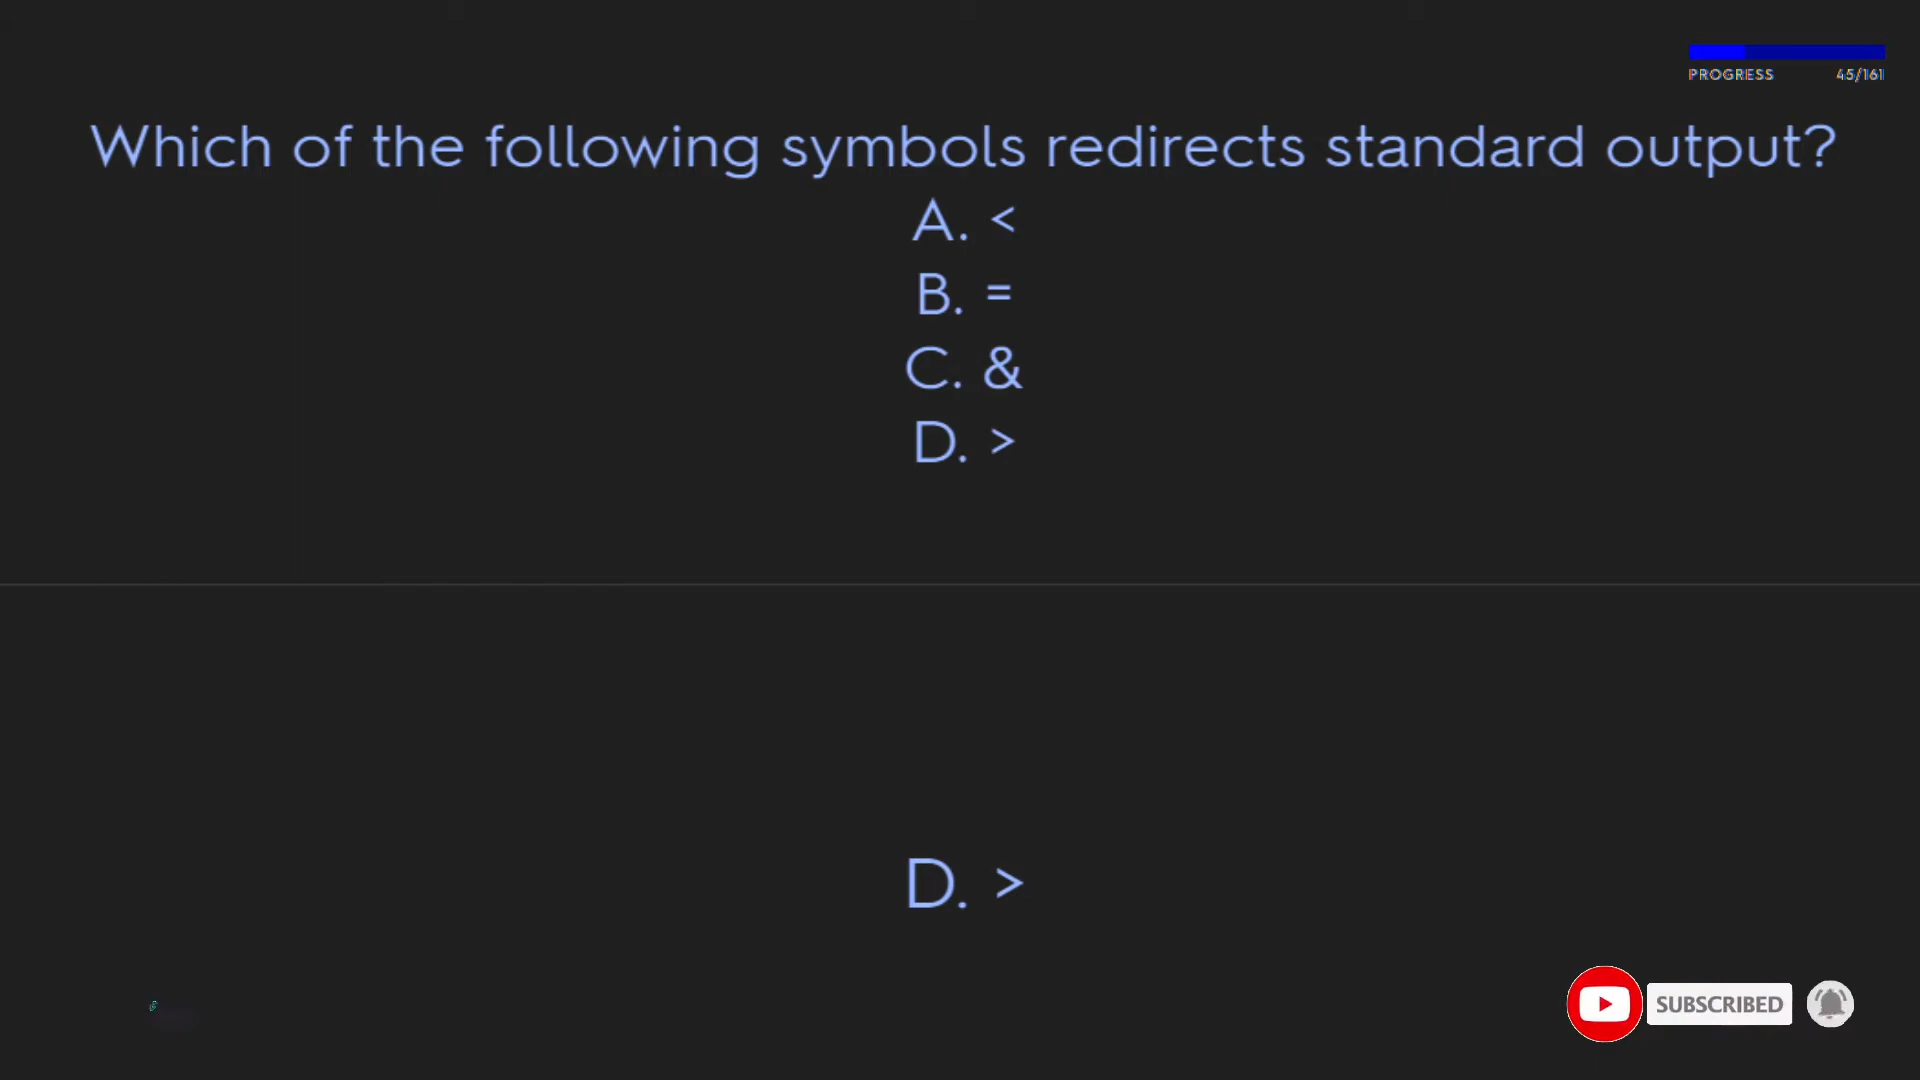 PROGRESS 45/161
Which of the following symbols redirects standard output?
A. <
B. =
C. &
D. >
D. >
SUBSCRIBED